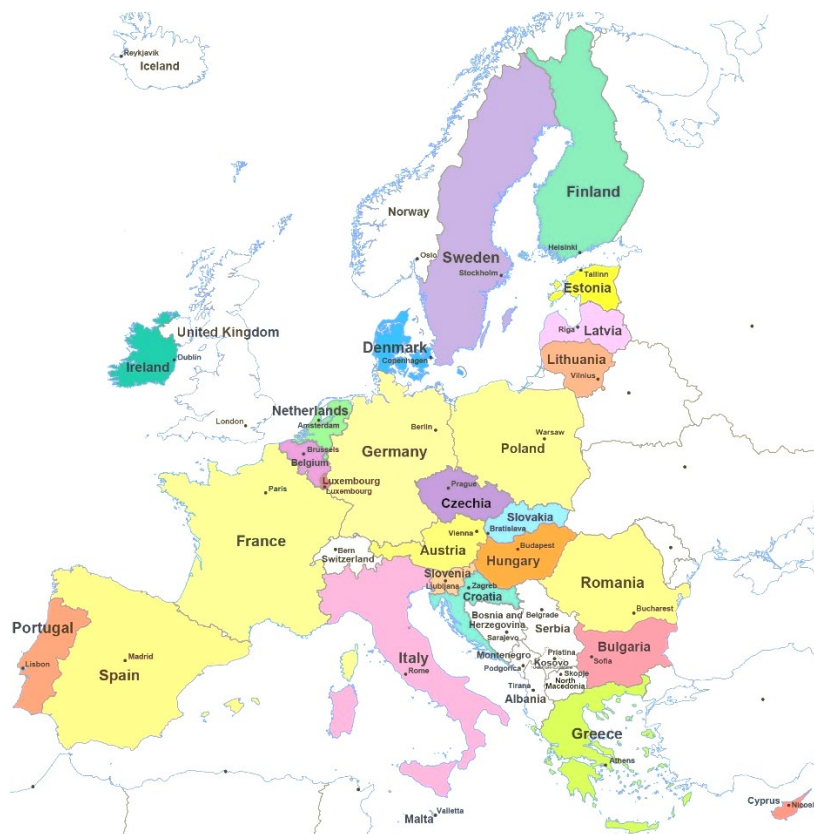 Reykjavik
Iceland
Norway
Oslo
Sweden
Stockholm
Finland
Helsinki
Tallinn
Estonia
Riga
Latvia
Lithuania
Vilnius
United Kingdom
Ireland
Dublin
London
Denmark
Copenhagen
Netherlands
Amsterdam
Brussels
Belgium
Luxembourg
Luxembourg
Berlin
Germany
Warsaw
Poland
Prague
Czechia
Paris
France
Bern
Switzerland
Vienna
Austria
Slovakia
Bratislava
Budapest
Hungary
Slovenia
Ljubljana
Zagreb
Croatia
Romania
Bucharest
Bosnia and
Herzegovina
Sarajevo
Belgrade
Serbia
Montenegro
Podgorica
Pristina
Kosovo
Skopje
North
Macedonia
Tirana
Albania
Bulgaria
Sofia
Portugal
Lisbon
Madrid
Spain
Italy
Rome
Greece
Athens
Malta
Valletta
Cyprus